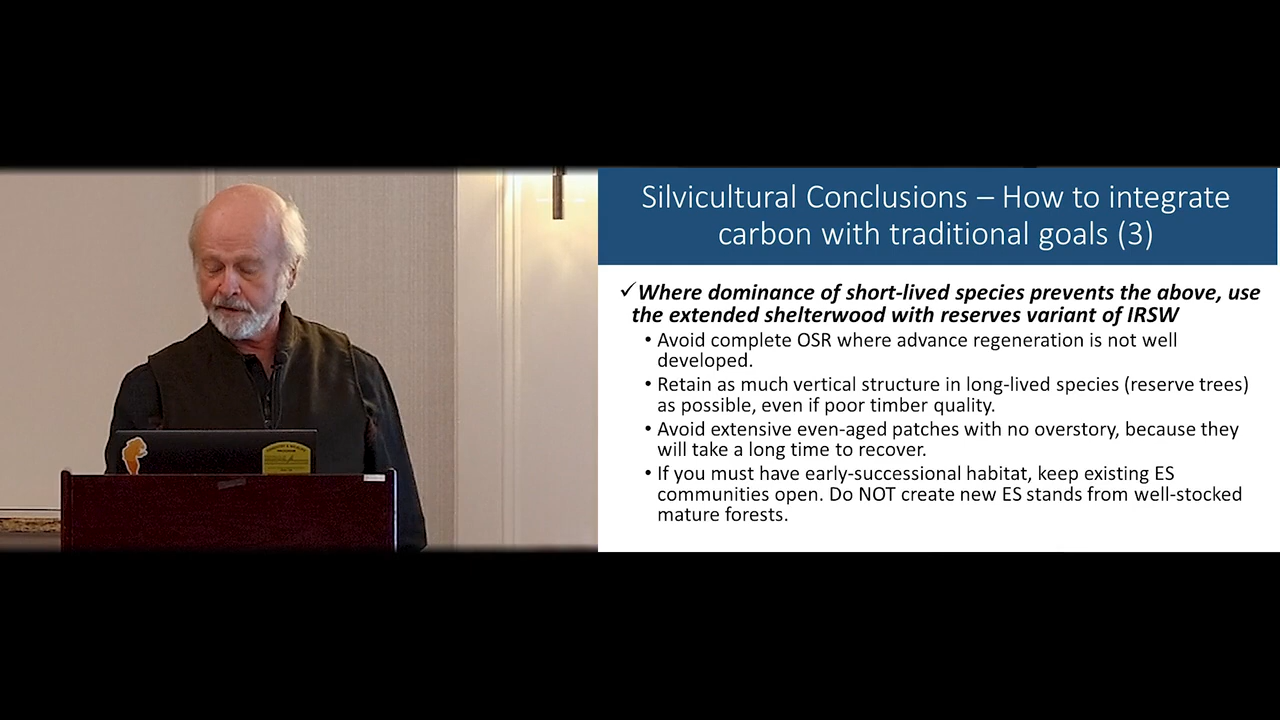 Silvicultural Conclusions – How to integrate
carbon with traditional goals (3)
✓Where dominance of short-lived species prevents the above, use
the extended shelterwood with reserves variant of IRSW
• Avoid complete OSR where advance regeneration is not well
developed.
• Retain as much vertical structure in long-lived species (reserve trees)
as possible, even if poor timber quality.
• Avoid extensive even-aged patches with no overstory, because they
will take a long time to recover.
• If you must have early-successional habitat, keep existing ES
communities open. Do NOT create new ES stands from well-stocked
mature forests.